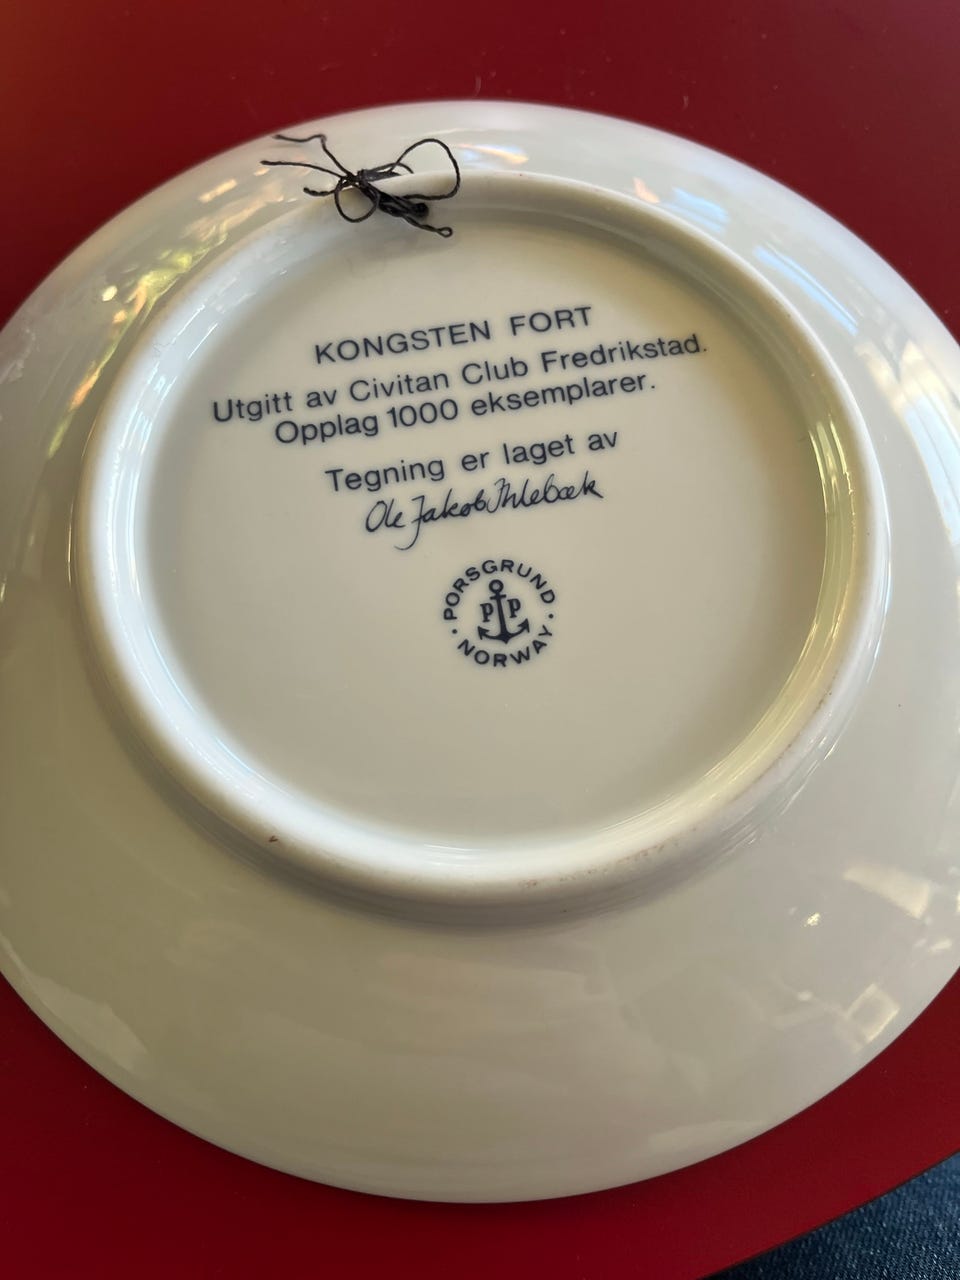 KONGSTEN FORT
Utgitt av Civitan Club Fredrikstad.
Opplag 1000 eksemplarer.
Tegning er laget av
Ole Jakob Ihlebæk
PORSGRUND
PP
NORWAY